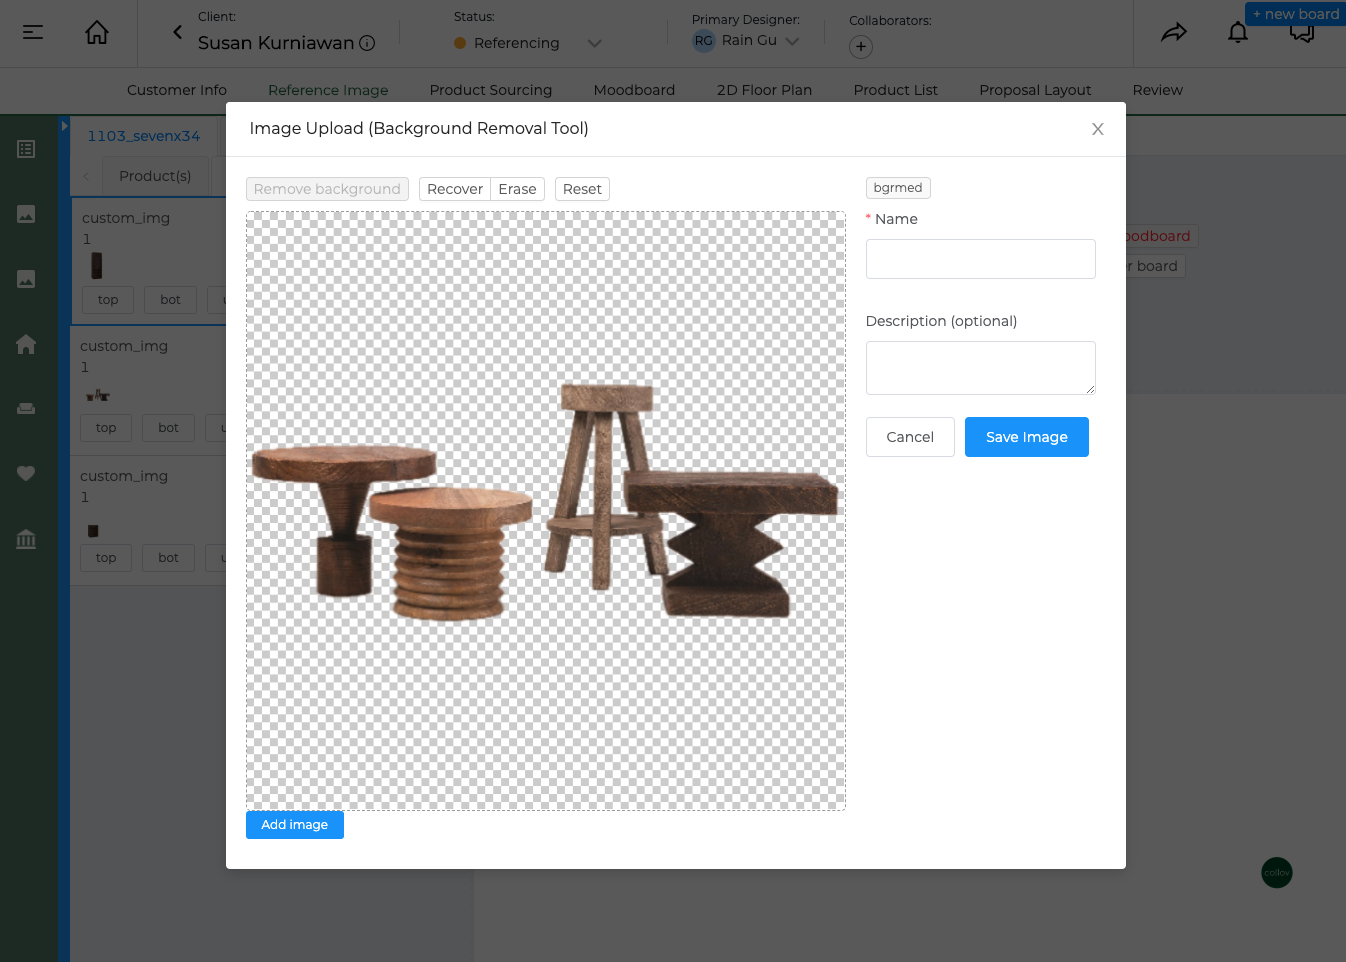 Client:
Susan Kurniawan
Status:
Referencing
Primary Designer:
RG Rain Gu
Collaborators:
+ new board
Customer Info
Reference Image
Product Sourcing
Moodboard
2D Floor Plan
Product List
Proposal Layout
Review
1103_sevenx34
Product(s)
custom_img
1
top
bot
custom_img
1
top
bot
custom_img
1
top
bot
Image Upload (Background Removal Tool)
Remove background
Recover
Erase
Reset
bgrmed
* Name
Description (optional)
Cancel
Save Image
Add image
oodboard
r board
collov